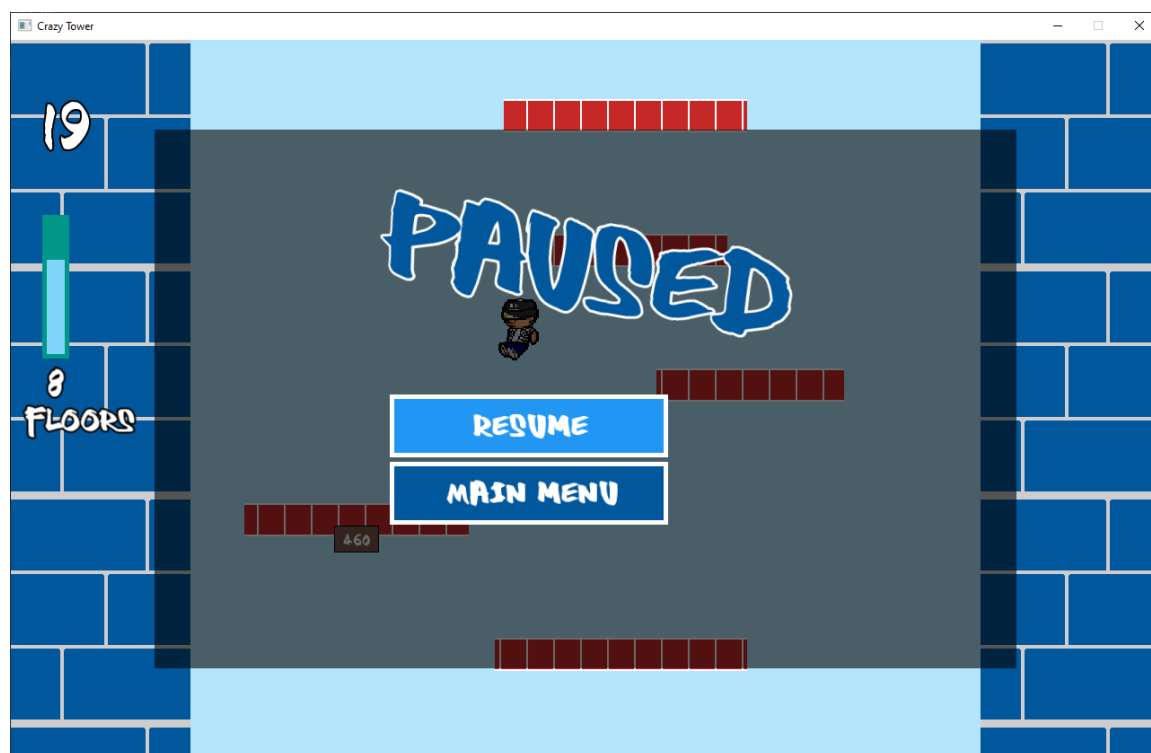 Crazy Tower
19
PAUSED
8
FLOORS
RESUME
MAIN MENU
460